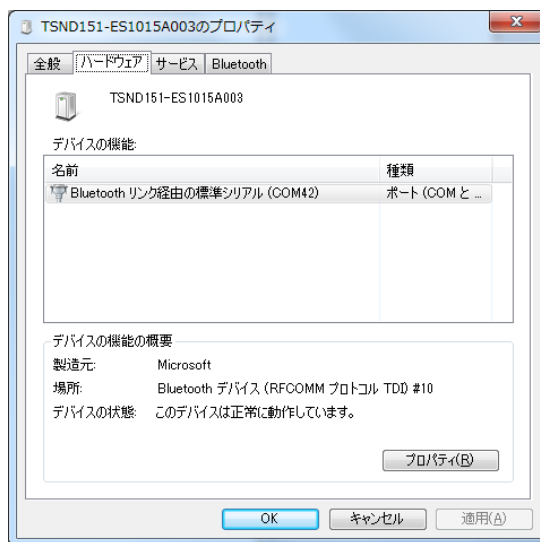 TSND151-ES1015A003のプロパティ
全般 ハードウェア サービス Bluetooth
TSND151-ES1015A003
デバイスの機能:
名前 種類
Bluetooth リンク経由の標準シリアル (COM42) ポート (COM と ...
デバイスの機能の概要
製造元: Microsoft
場所: Bluetooth デバイス (RFCOMM プロトコル TDI) #10
デバイスの状態: このデバイスは正常に動作しています。
プロパティ(R)
OK キャンセル 適用(A)